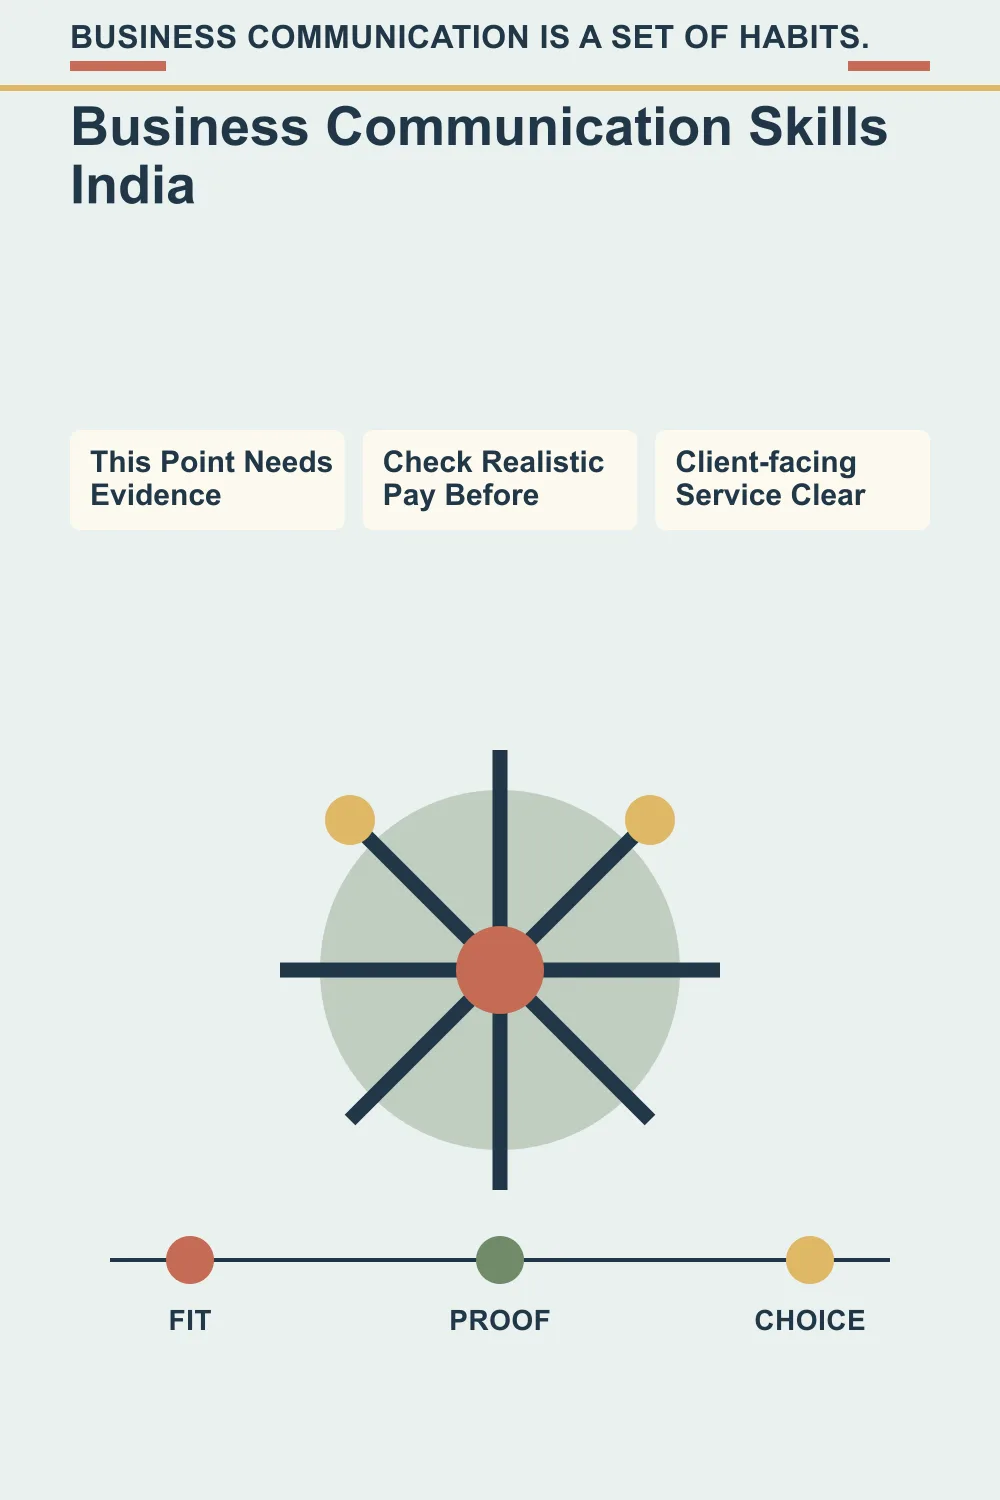 BUSINESS COMMUNICATION IS A SET OF HABITS.
Business Communication Skills
India
This Point Needs
Evidence
Check Realistic
Pay Before
Client-facing
Service Clear
FIT
PROOF
CHOICE